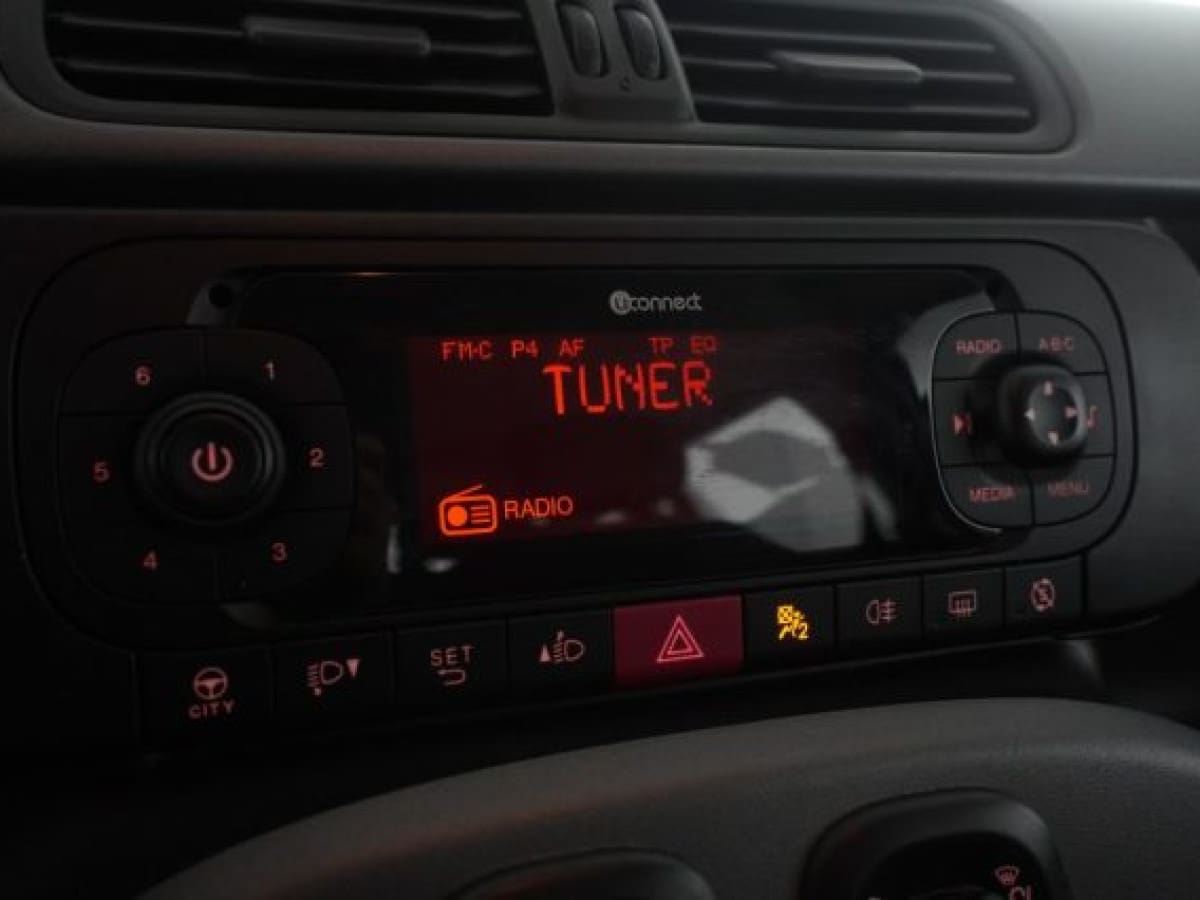 uconnect
FM-C P4 AF TP EQ
TUNER
RADIO
6 1
5 2
4 3
RADIO A·B·C
MEDIA MENU
CITY
SET
2